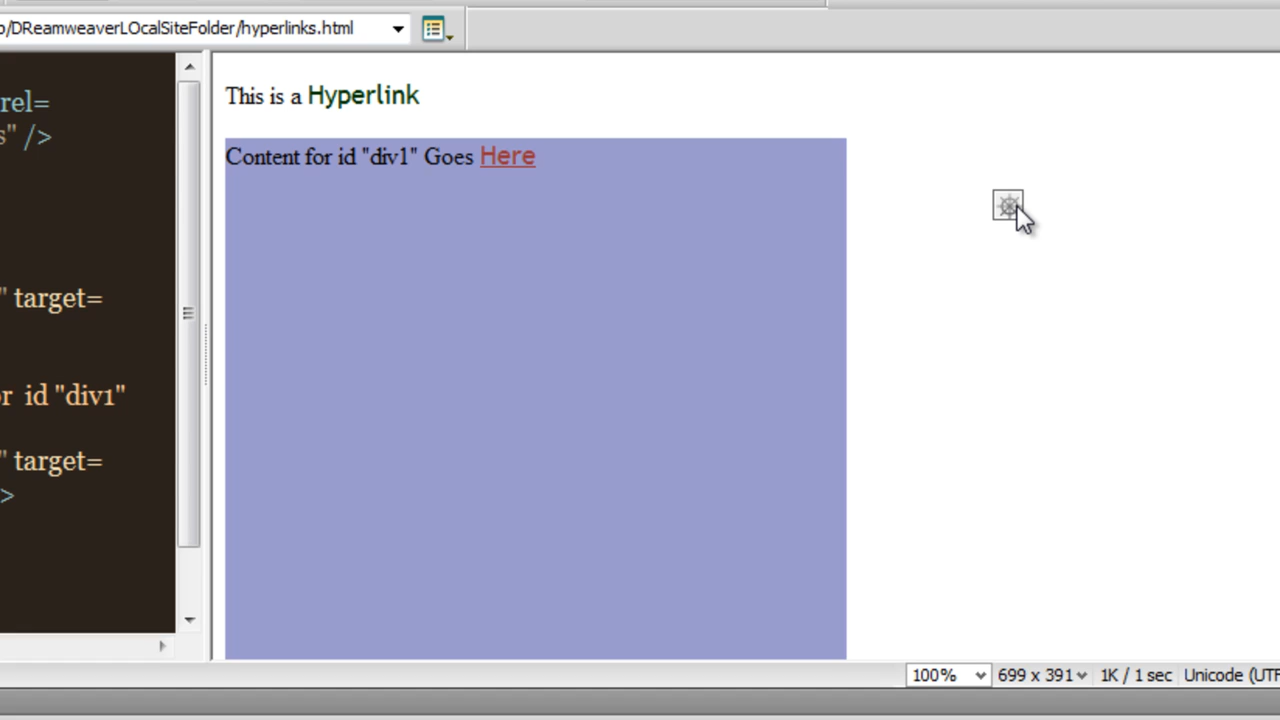 o/DReamweaverLOcalSiteFolder/hyperlinks.html
rel=
s" />
" target=
or id "div1"
" target=
>
This is a Hyperlink
Content for id "div1" Goes Here
100% 699 x 391 1K / 1 sec Unicode (UTF